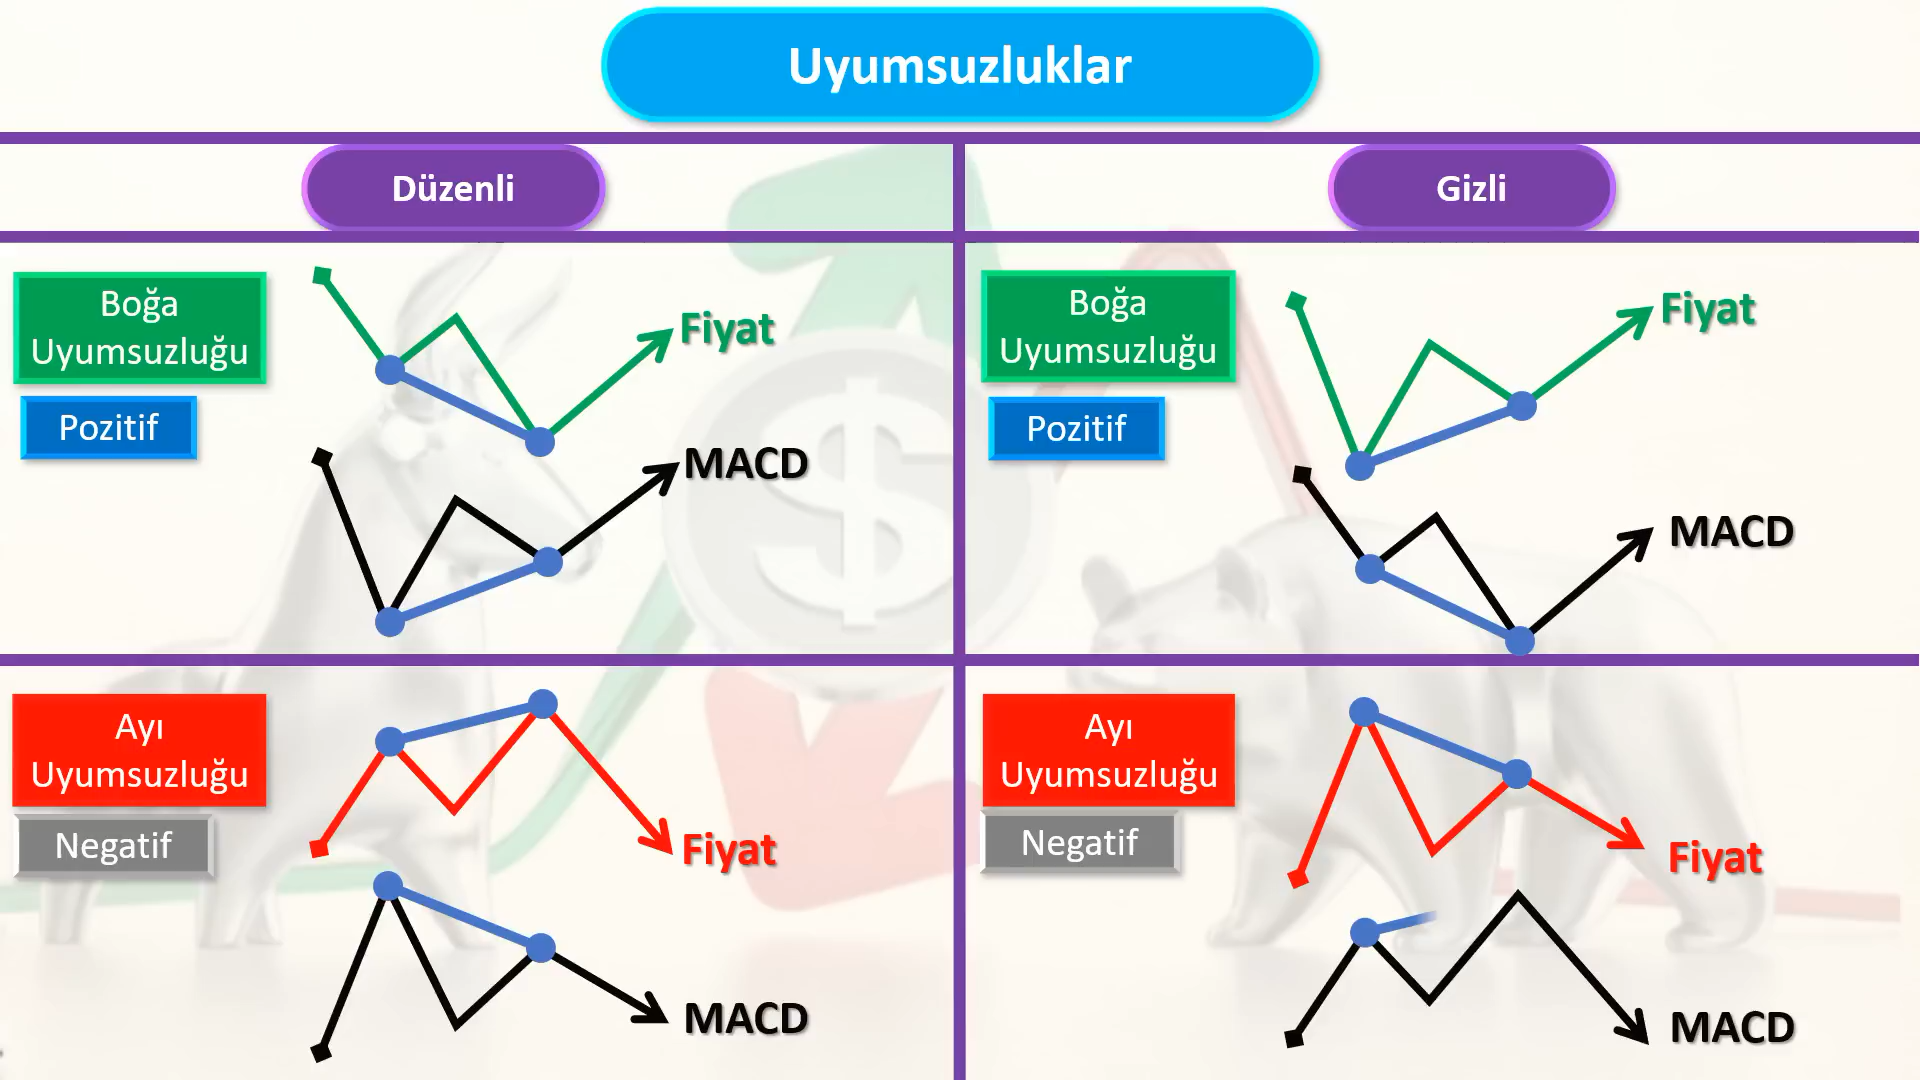 Uyumsuzluklar
Düzenli
Gizli
Boğa
Uyumsuzluğu
Pozitif
Fiyat
MACD
Boğa
Uyumsuzluğu
Pozitif
Fiyat
MACD
Ayı
Uyumsuzluğu
Negatif
Fiyat
MACD
Ayı
Uyumsuzluğu
Negatif
Fiyat
MACD